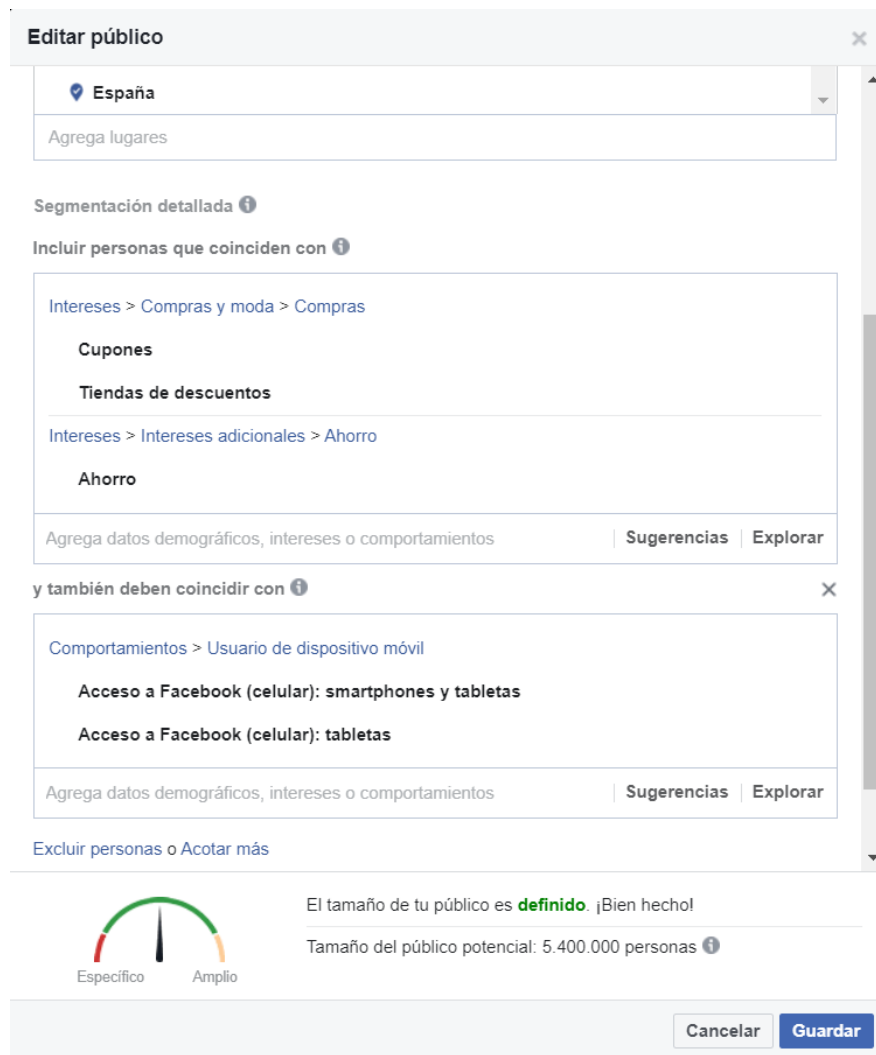 Editar público
España
Agrega lugares
Segmentación detallada
Incluir personas que coinciden con
Intereses > Compras y moda > Compras
Cupones
Tiendas de descuentos
Intereses > Intereses adicionales > Ahorro
Ahorro
Agrega datos demográficos, intereses o comportamientos | Sugerencias | Explorar
y también deben coincidir con
Comportamientos > Usuario de dispositivo móvil
Acceso a Facebook (celular): smartphones y tabletas
Acceso a Facebook (celular): tabletas
Agrega datos demográficos, intereses o comportamientos | Sugerencias | Explorar
Excluir personas o Acotar más
El tamaño de tu público es definido. ¡Bien hecho!
Tamaño del público potencial: 5.400.000 personas
Específico Amplio
Cancelar Guardar